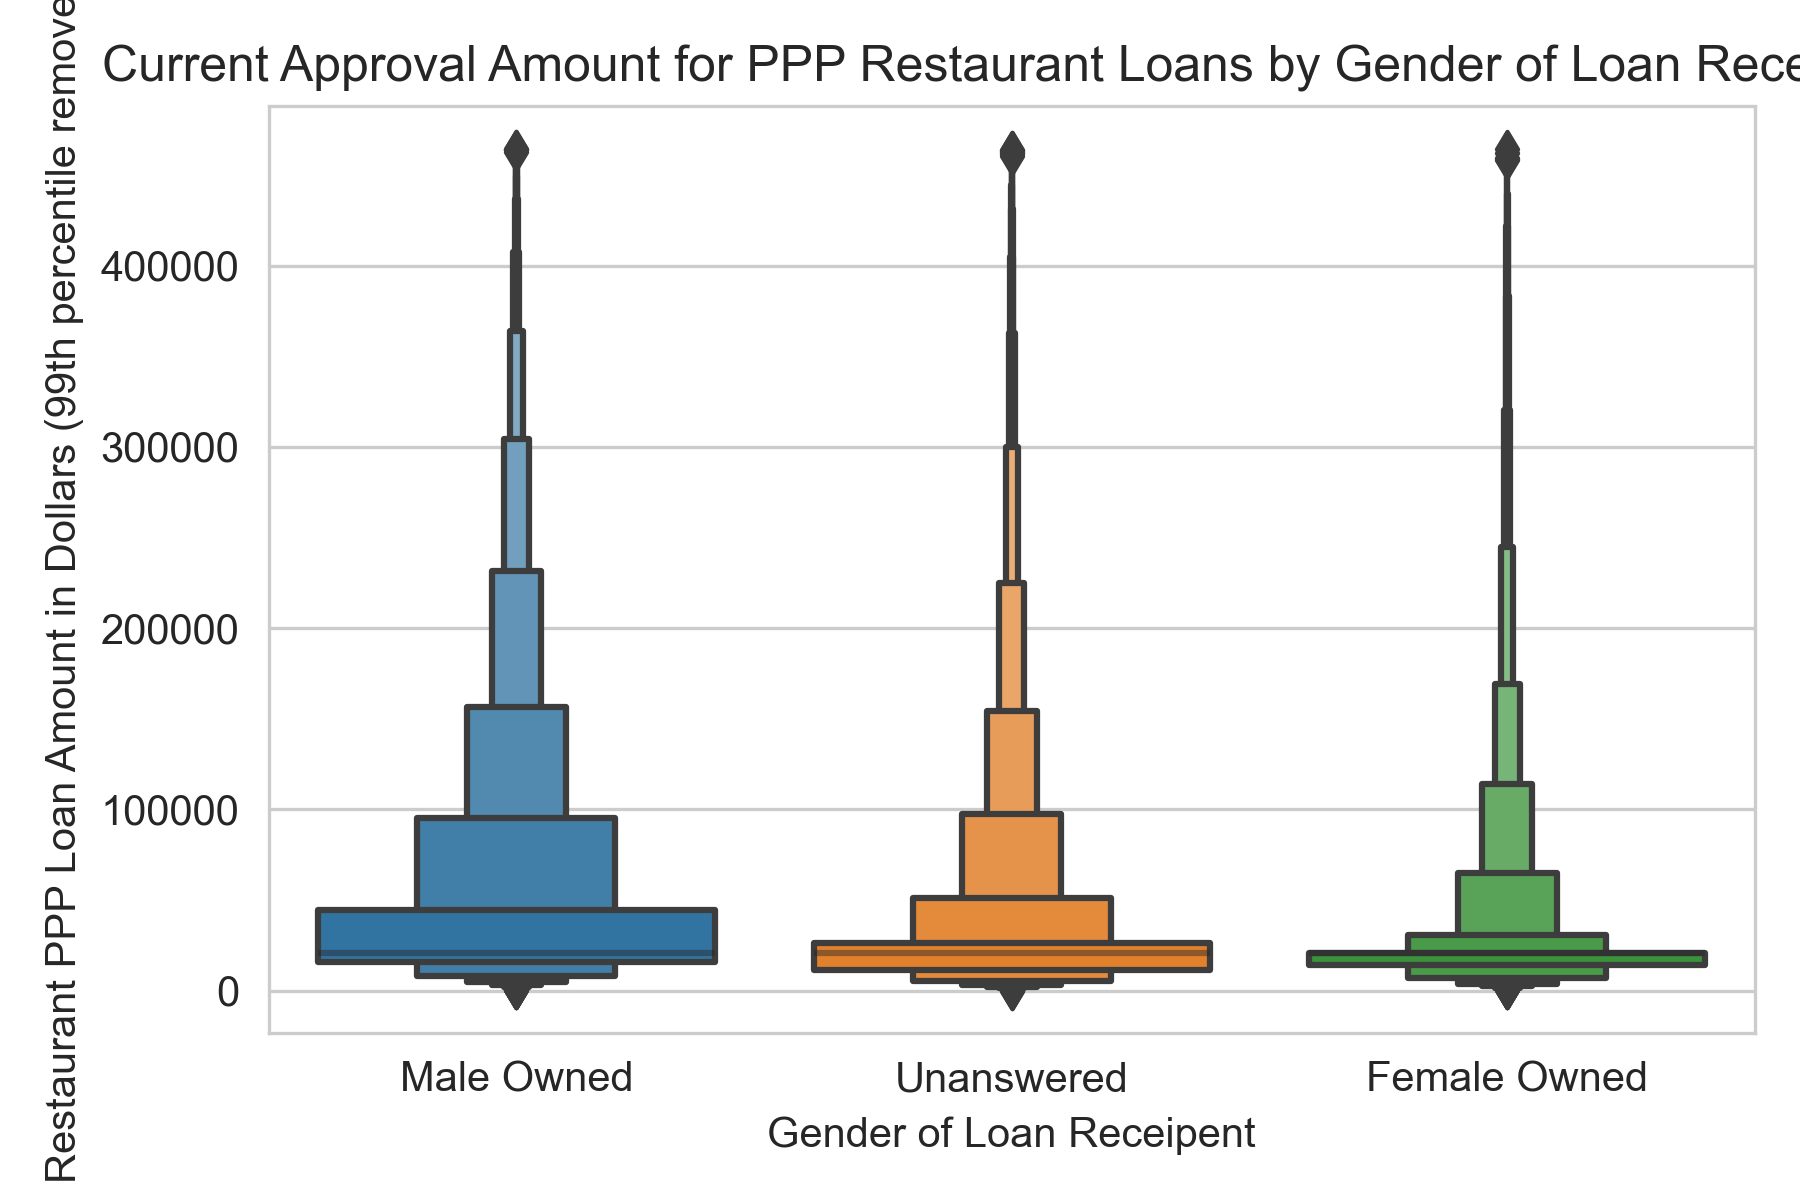 Current Approval Amount for PPP Restaurant Loans by Gender of Loan Rece
Restaurant PPP Loan Amount in Dollars (99th percentile remove
400000
300000
200000
100000
0
Male Owned
Unanswered
Female Owned
Gender of Loan Receipent